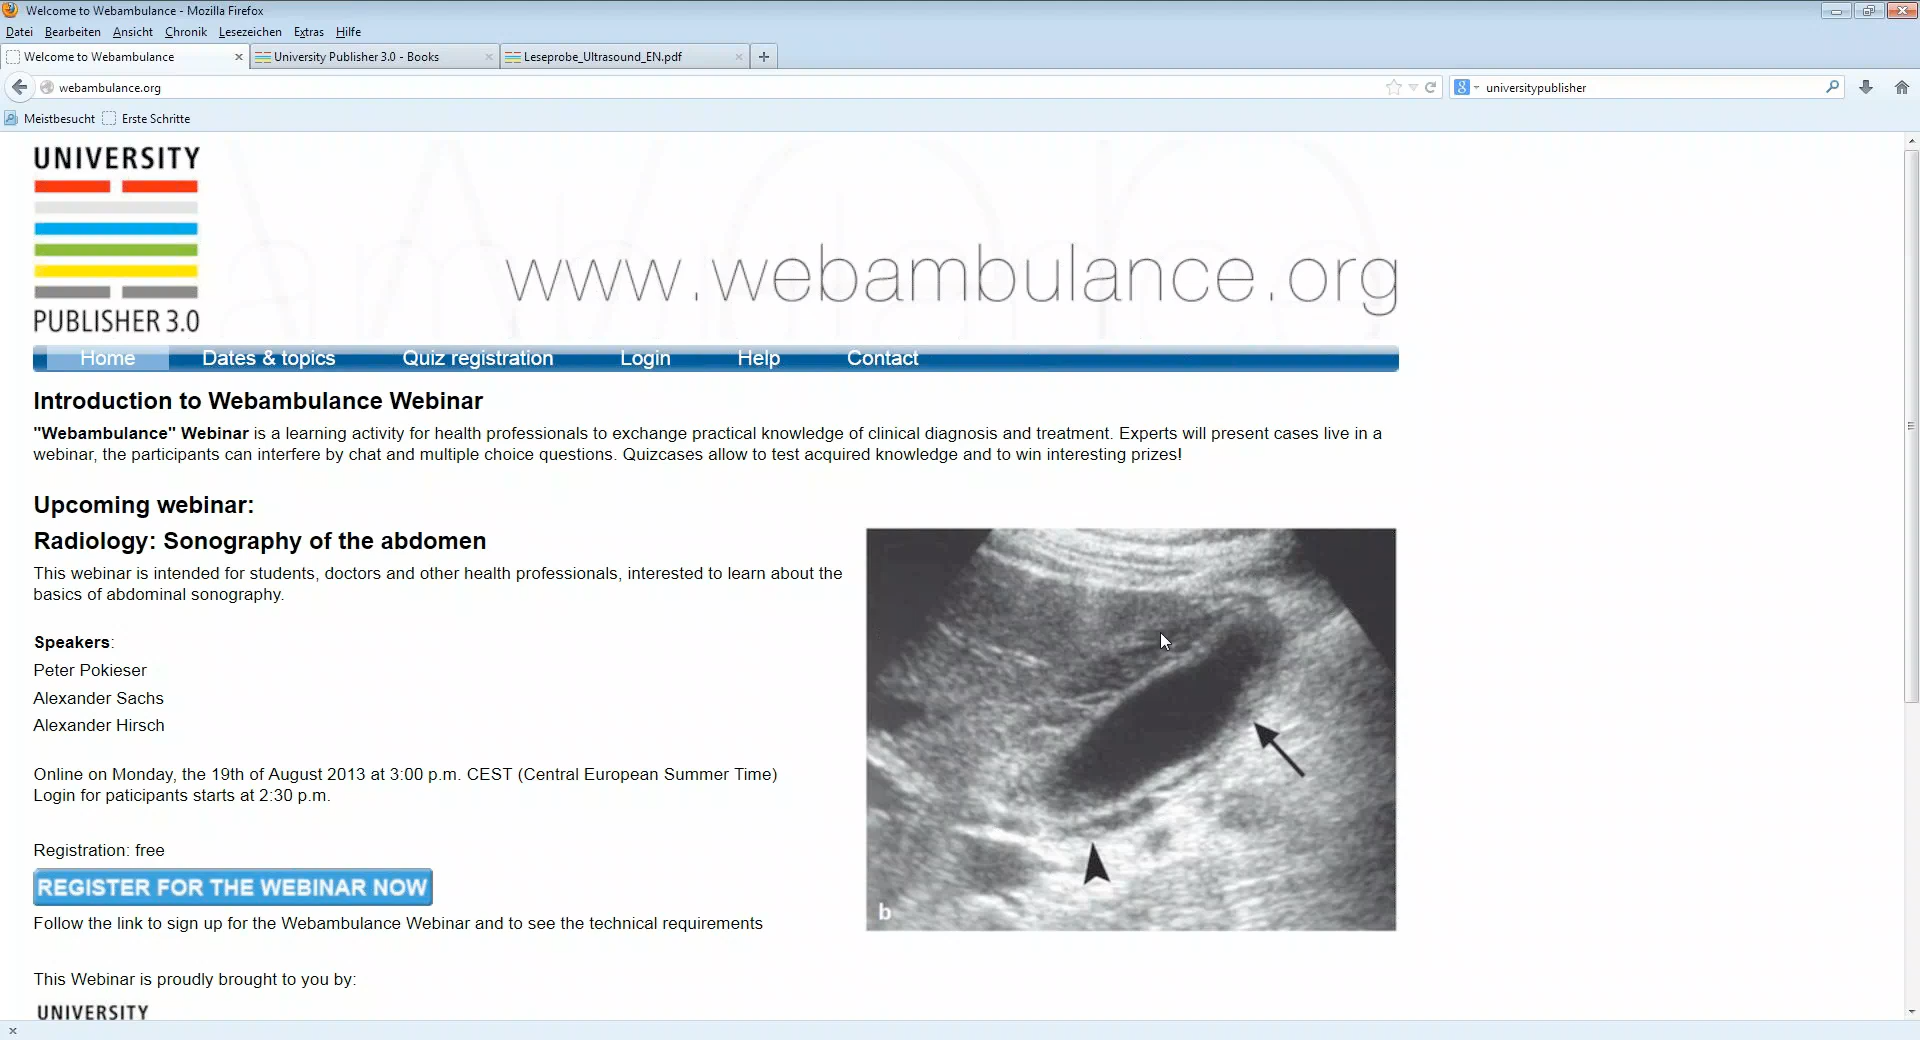 Welcome to Webambulance - Mozilla Firefox
Datei Bearbeiten Ansicht Chronik Lesezeichen Extras Hilfe
Welcome to Webambulance University Publisher 3.0 - Books Leseprobe_Ultrasound_EN.pdf
webambulance.org universitypublisher
Meistbesucht Erste Schritte
UNIVERSITY
PUBLISHER 3.0
www.webambulance.org
Home Dates & topics Quiz registration Login Help Contact
Introduction to Webambulance Webinar
"Webambulance" Webinar is a learning activity for health professionals to exchange practical knowledge of clinical diagnosis and treatment. Experts will present cases live in a
webinar, the participants can interfere by chat and multiple choice questions. Quizcases allow to test acquired knowledge and to win interesting prizes!
Upcoming webinar:
Radiology: Sonography of the abdomen
This webinar is intended for students, doctors and other health professionals, interested to learn about the
basics of abdominal sonography.
Speakers:
Peter Pokieser
Alexander Sachs
Alexander Hirsch
Online on Monday, the 19th of August 2013 at 3:00 p.m. CEST (Central European Summer Time)
Login for paticipants starts at 2:30 p.m.
Registration: free
REGISTER FOR THE WEBINAR NOW
Follow the link to sign up for the Webambulance Webinar and to see the technical requirements
b
This Webinar is proudly brought to you by:
UNIVERSITY